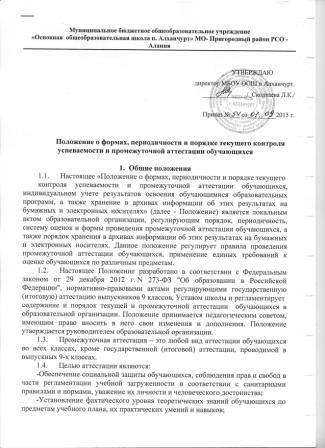 Муниципальное бюджетное общеобразовательное учреждение
«Основная общеобразовательная школа п. Алханчурт» МО- Пригородный район РСО -
Алания
УТВЕРЖДАЮ
директор МБОУ ООШ п.Алханчурт.
Л.К./
Приказ № от 2015 г.
Положение о формах, периодичности и порядке текущего контроля
успеваемости и промежуточной аттестации обучающихся
1. Общие положения
1.1. Настоящее «Положение о формах, периодичности и порядке текущего
контроля успеваемости и промежуточной аттестации обучающихся,
индивидуальном учете результатов освоения обучающимися образовательных
программ, а также хранение в архивах информации об этих результатах на
бумажных и электронных носителях» (далее - Положение) является локальным
актом образовательной организации, регулирующим порядок, периодичность,
систему оценок и формы проведения промежуточной аттестации обучающихся, а
также порядок хранения в архивах информации об этих результатах на бумажных
и электронных носителях. Данное положение регулирует правила проведения
промежуточной аттестации обучающихся, применение единых требований к
оценке обучающихся по различным предметам.
1.2. Настоящее Положение разработано в соответствии с Федеральным
законом от 29 декабря 2012 г. N 273-ФЗ "Об образовании в Российской
Федерации", нормативно-правовыми актами регулирующими государственную
(итоговую) аттестацию выпускников 9 классов, Уставом школы и регламентирует
содержание и порядок текущей и промежуточной аттестации обучающихся в
образовательной организации. Положение принимается педагогическим советом,
имеющим право вносить в него свои изменения и дополнения. Положение
утверждается руководителем образовательной организации.
1.3. Промежуточная аттестация – это любой вид аттестации обучающихся
во всех классах, кроме государственной (итоговой) аттестации, проводимой в
выпускных 9-х классах.
1.4. Целью аттестации являются:
-Обеспечение социальной защиты обучающихся, соблюдения прав и свобод в
части регламентации учебной загруженности в соответствии с санитарными
правилами и нормами, уважение их личности и человеческого достоинства;
-Установление фактического уровня теоретических знаний обучающихся по
предметам учебного плана, их практических умений и навыков;